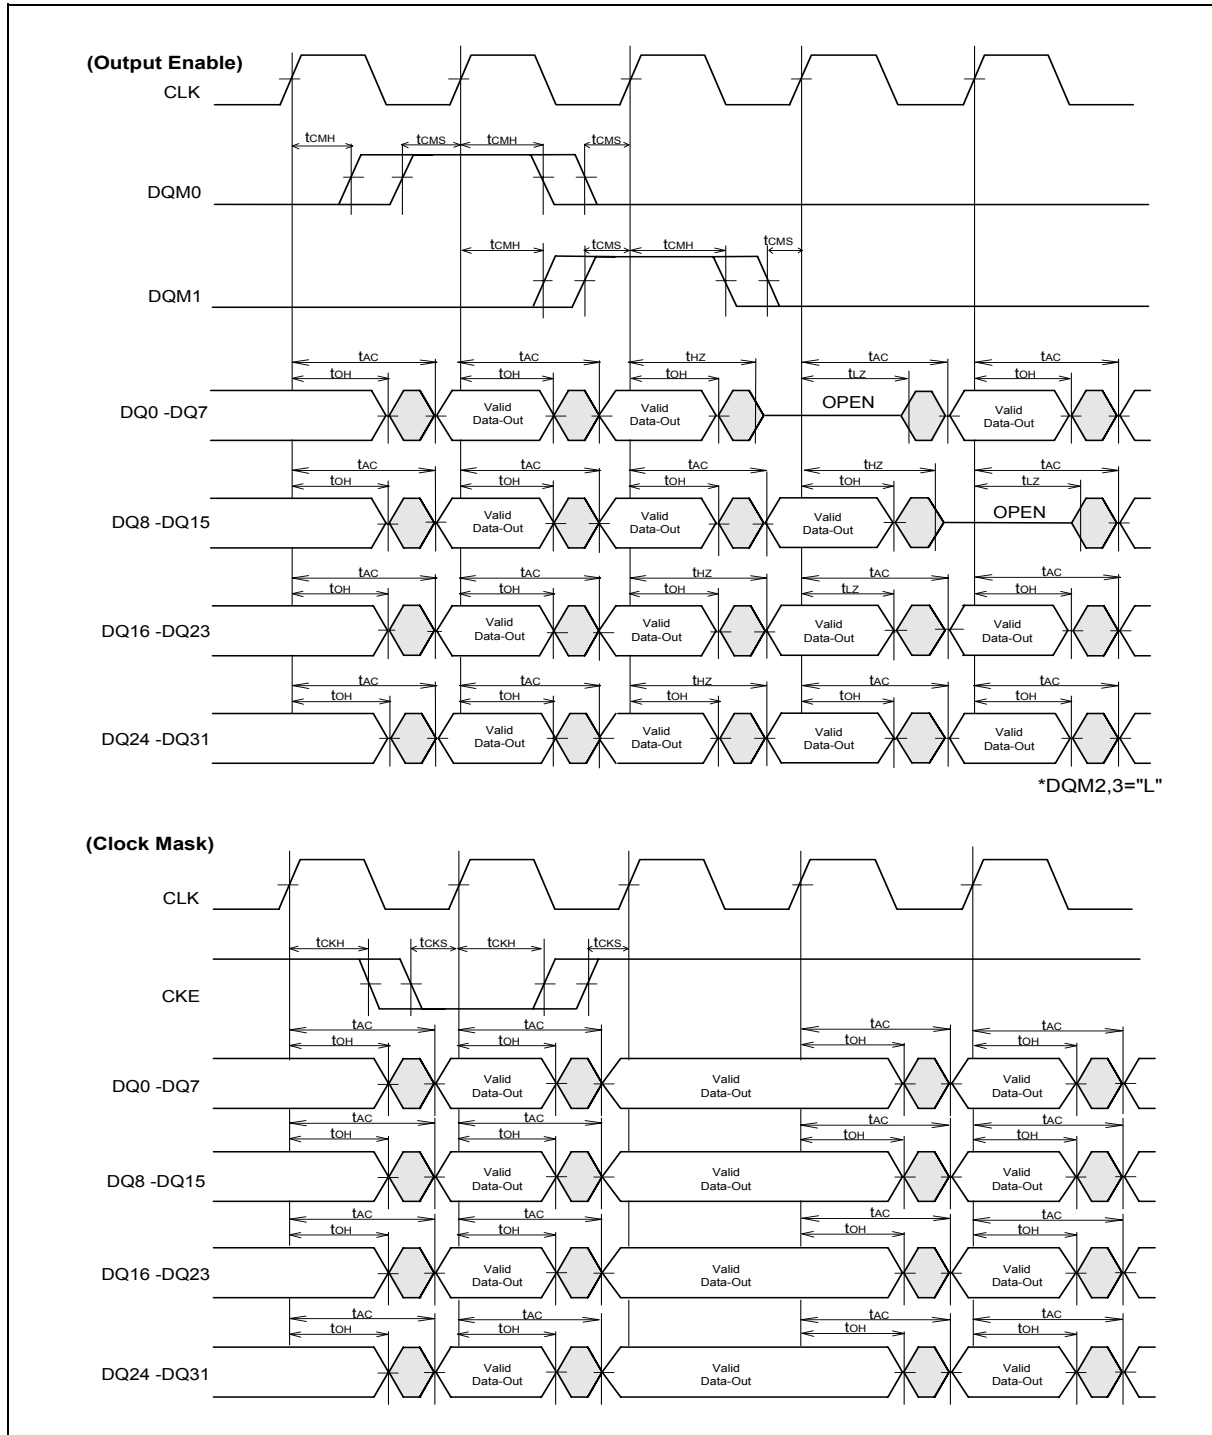 (Output Enable)
CLK
tCMH tCMS tCMH tCMS
DQM0
tCMH tCMS tCMH tCMS
DQM1
tAC tAC tHZ tAC tAC
tOH tOH tOH tLZ tOH
DQ0 -DQ7 Valid Data-Out Valid Data-Out OPEN Valid Data-Out
tAC tAC tAC tHZ tAC
tOH tOH tOH tOH tLZ
DQ8 -DQ15 Valid Data-Out Valid Data-Out Valid Data-Out OPEN
tAC tAC tHZ tAC tAC
tOH tOH tOH tLZ tOH
DQ16 -DQ23 Valid Data-Out Valid Data-Out Valid Data-Out Valid Data-Out
tAC tAC tHZ tAC tAC
tOH tOH tOH tOH tOH
DQ24 -DQ31 Valid Data-Out Valid Data-Out Valid Data-Out Valid Data-Out
*DQM2,3="L"
(Clock Mask)
CLK
tCKH tCKS tCKH tCKS
CKE
tAC tAC tAC tAC
tOH tOH tOH tOH
DQ0 -DQ7 Valid Data-Out Valid Data-Out Valid Data-Out
tAC tAC tAC tAC
tOH tOH tOH tOH
DQ8 -DQ15 Valid Data-Out Valid Data-Out Valid Data-Out
tAC tAC tAC tAC
tOH tOH tOH tOH
DQ16 -DQ23 Valid Data-Out Valid Data-Out Valid Data-Out
tAC tAC tAC tAC
tOH tOH tOH tOH
DQ24 -DQ31 Valid Data-Out Valid Data-Out Valid Data-Out